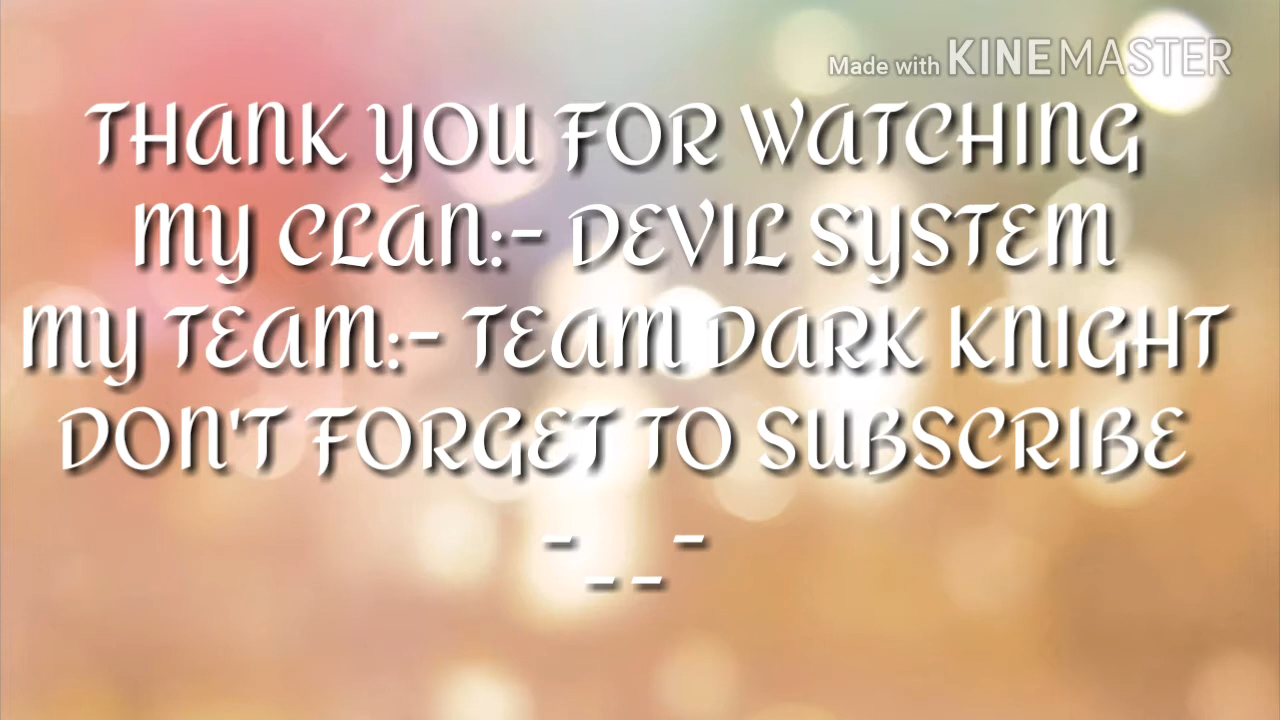 Made with KINEMASTER
THANK YOU FOR WATCHING
MY CLAN:- DEVIL SYSTEM
MY TEAM:- TEAM DARK KNIGHT
DON'T FORGET TO SUBSCRIBE
-_ _-